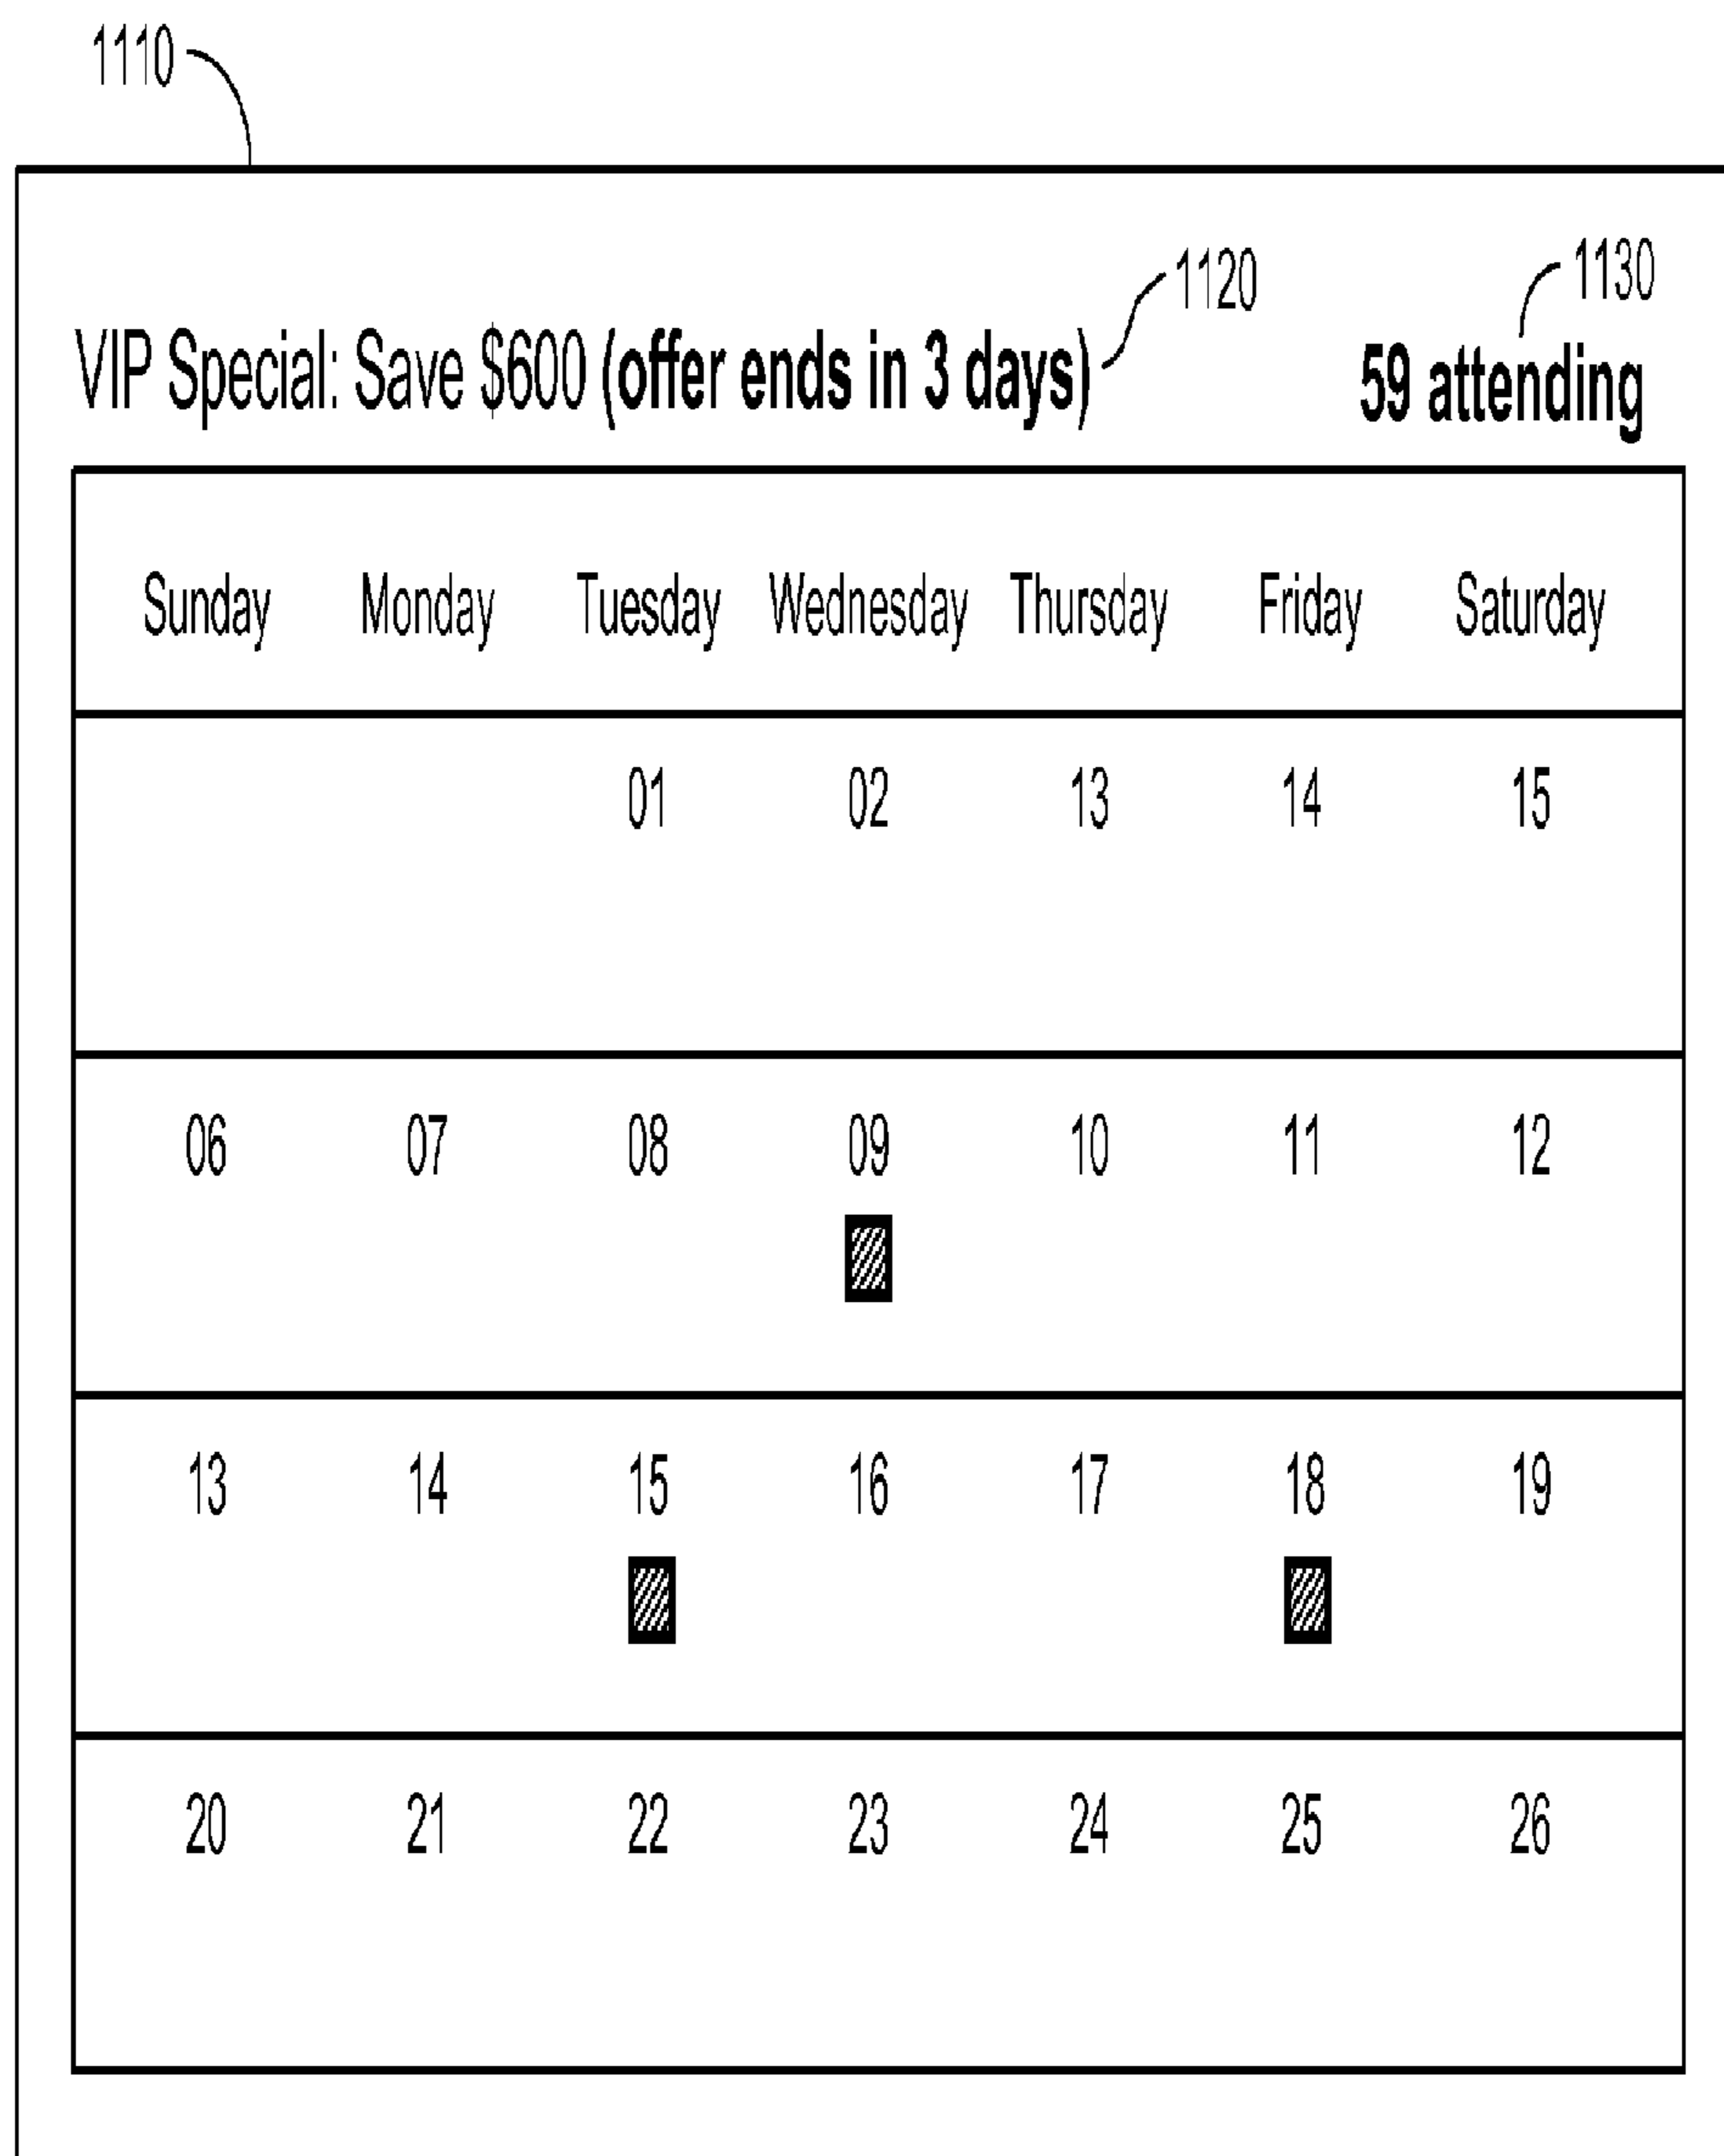 1110
1120
1130
VIP Special: Save $600 (offer ends in 3 days)
59 attending
Sunday Monday Tuesday Wednesday Thursday Friday Saturday
01 02 13 14 15
06 07 08 09 10 11 12
13 14 15 16 17 18 19
20 21 22 23 24 25 26